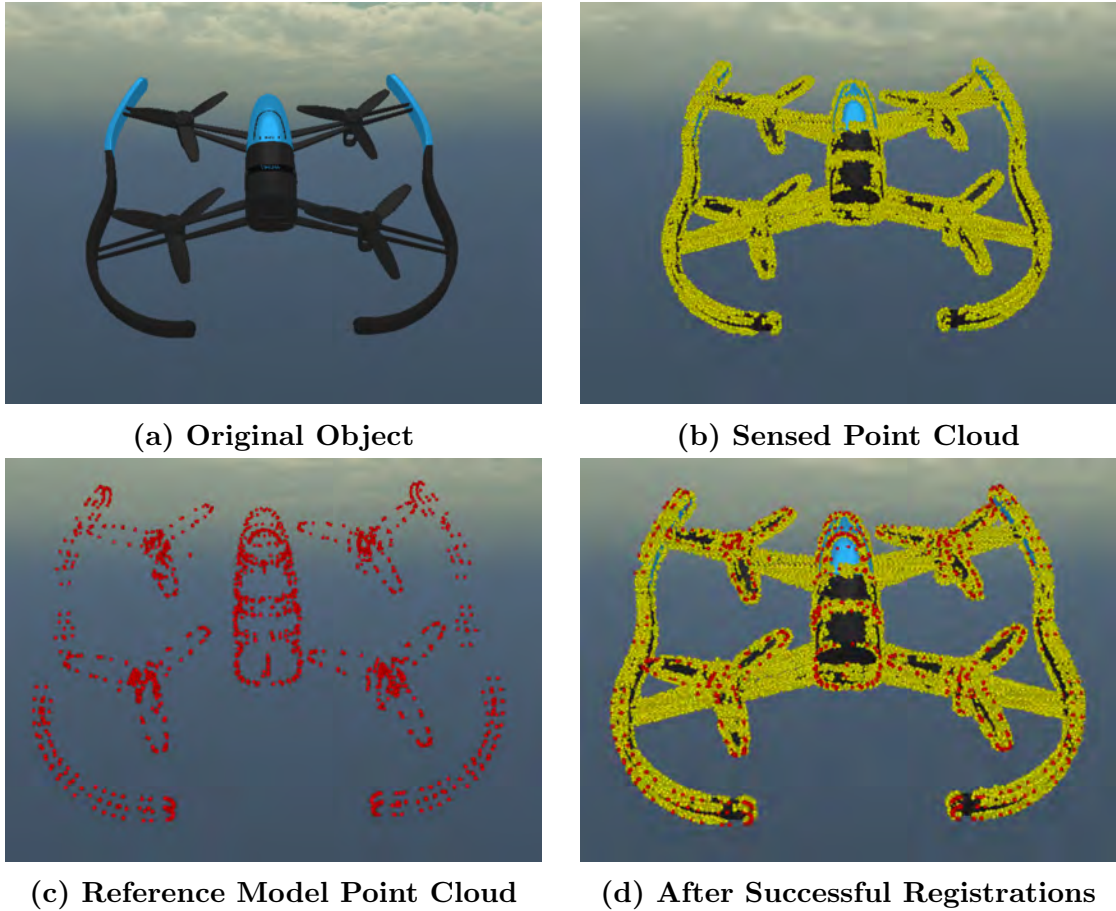 (a) Original Object
(b) Sensed Point Cloud
(c) Reference Model Point Cloud
(d) After Successful Registrations